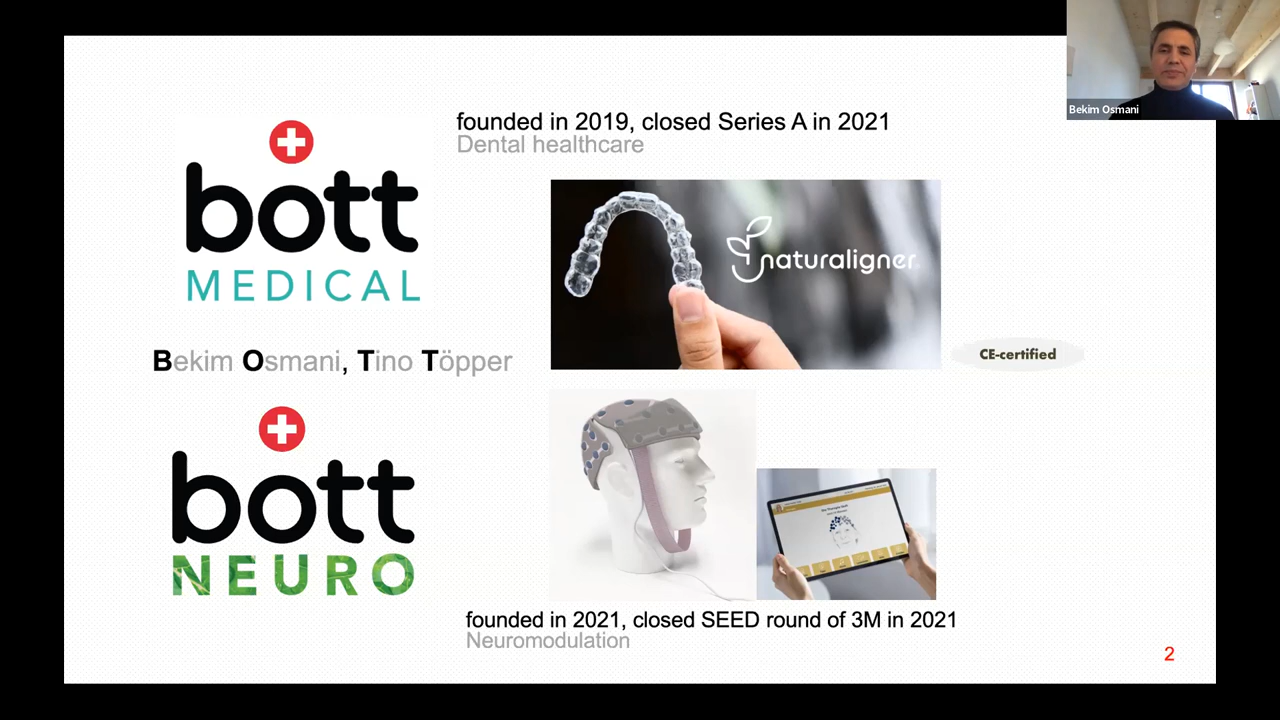 Bekim Osmani
founded in 2019, closed Series A in 2021
Dental healthcare
bott
MEDICAL
naturaligner
Bekim Osmani, Tino Töpper
CE-certified
bott
NEURO
founded in 2021, closed SEED round of 3M in 2021
Neuromodulation
2